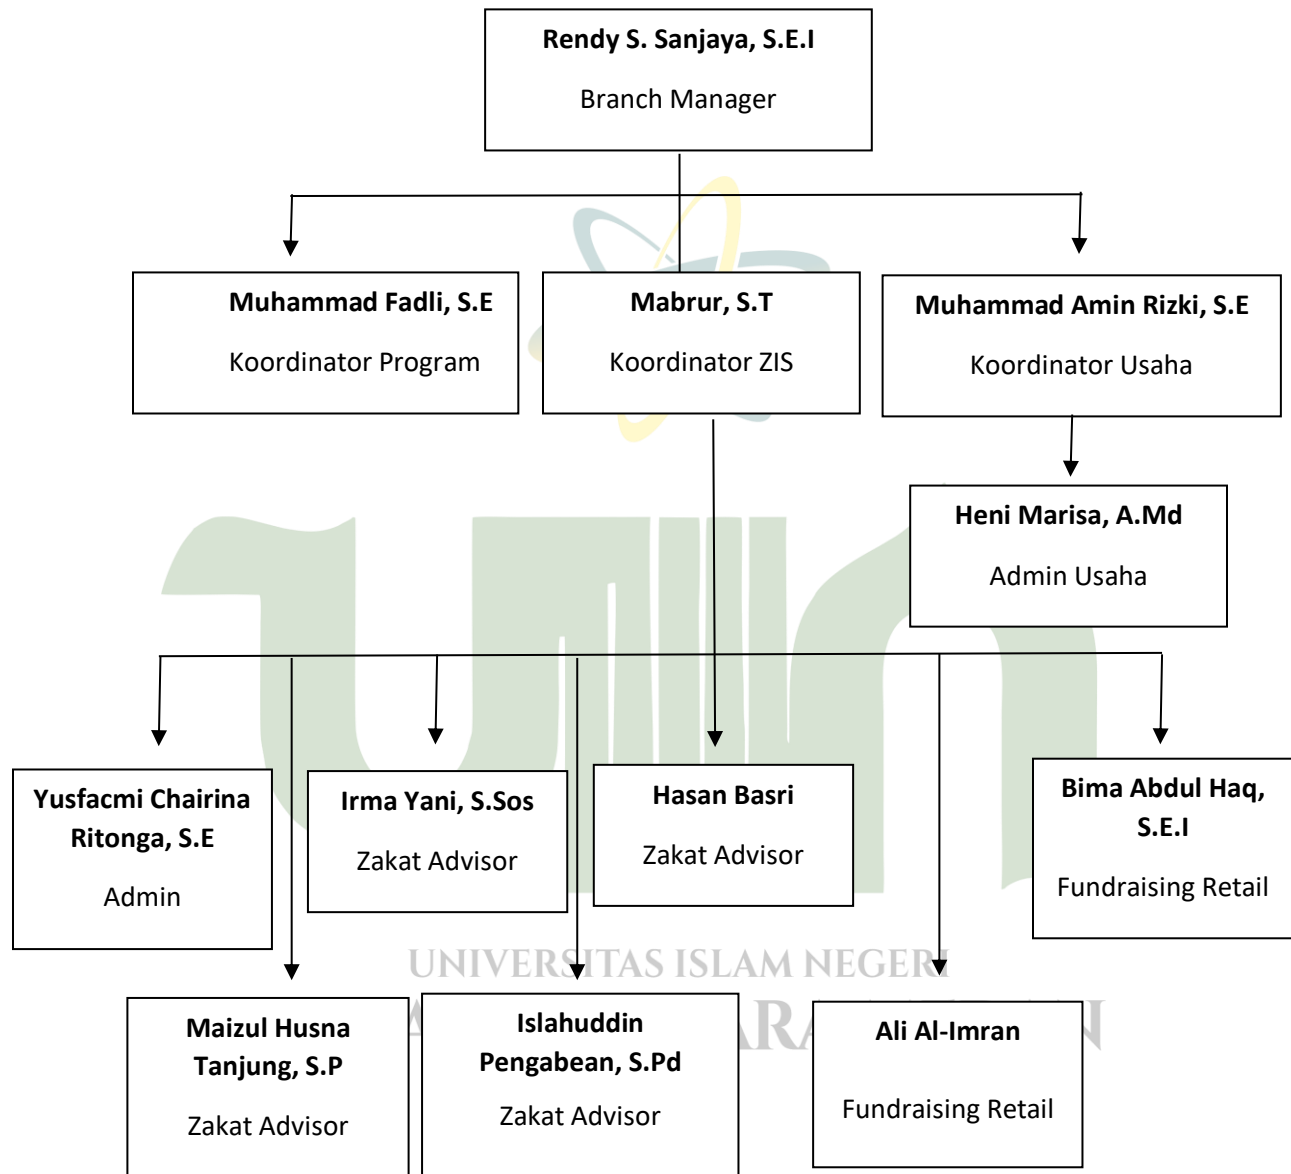 Rendy S. Sanjaya, S.E.I
Branch Manager
Muhammad Fadli, S.E
Koordinator Program
Mabrur, S.T
Koordinator ZIS
Muhammad Amin Rizki, S.E
Koordinator Usaha
Heni Marisa, A.Md
Admin Usaha
Yusfacmi Chairina
Ritonga, S.E
Admin
Irma Yani, S.Sos
Zakat Advisor
Hasan Basri
Zakat Advisor
Bima Abdul Haq,
S.E.I
Fundraising Retail
UNIVERSITAS ISLAM NEGERI
Maizul Husna
Tanjung, S.P
Zakat Advisor
Islahuddin
Pengabean, S.Pd
Zakat Advisor
Ali Al-Imran
Fundraising Retail